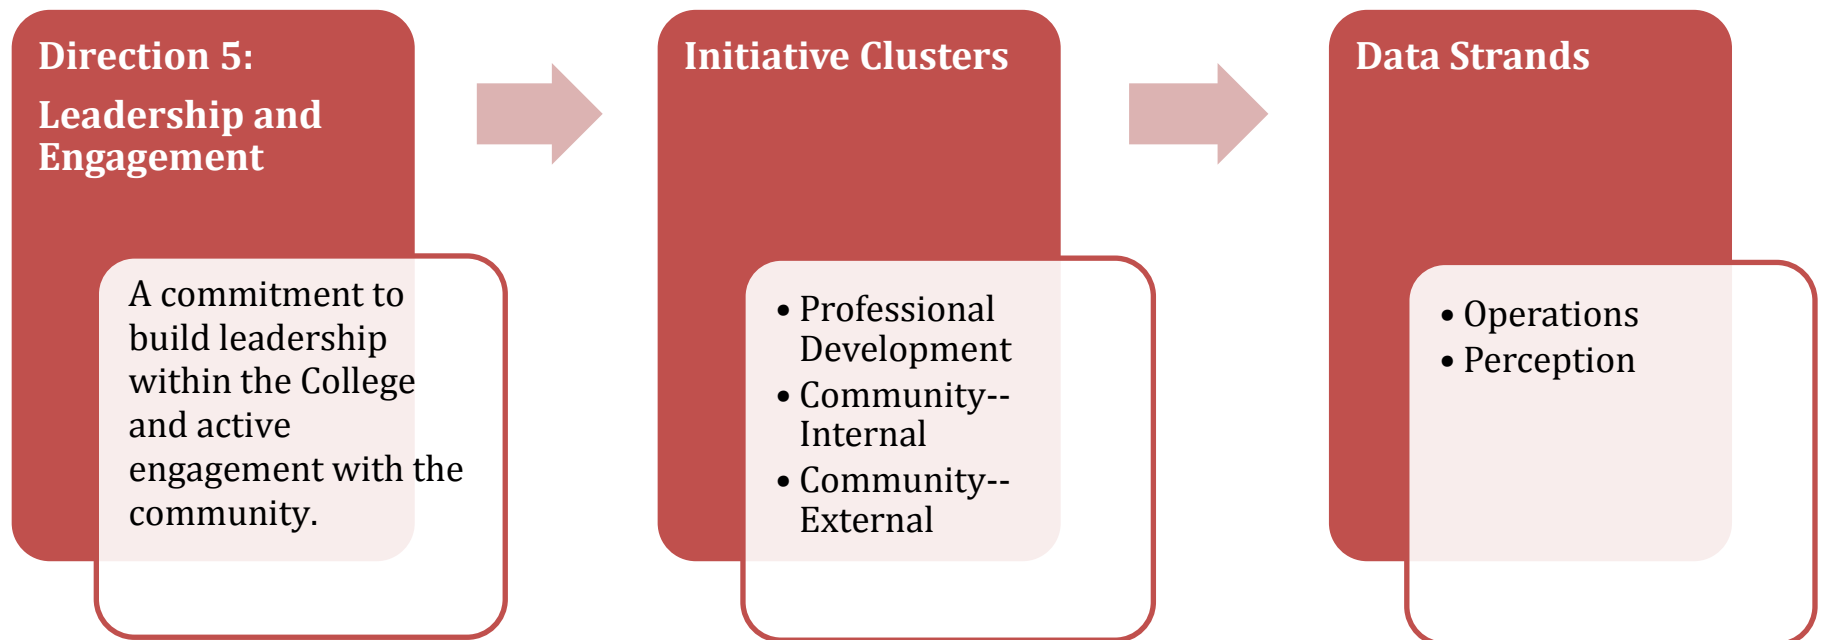 Direction 5:
Leadership and
Engagement
A commitment to
build leadership
within the College
and active
engagement with the
community.
Initiative Clusters
• Professional
Development
• Community--
Internal
• Community--
External
Data Strands
• Operations
• Perception